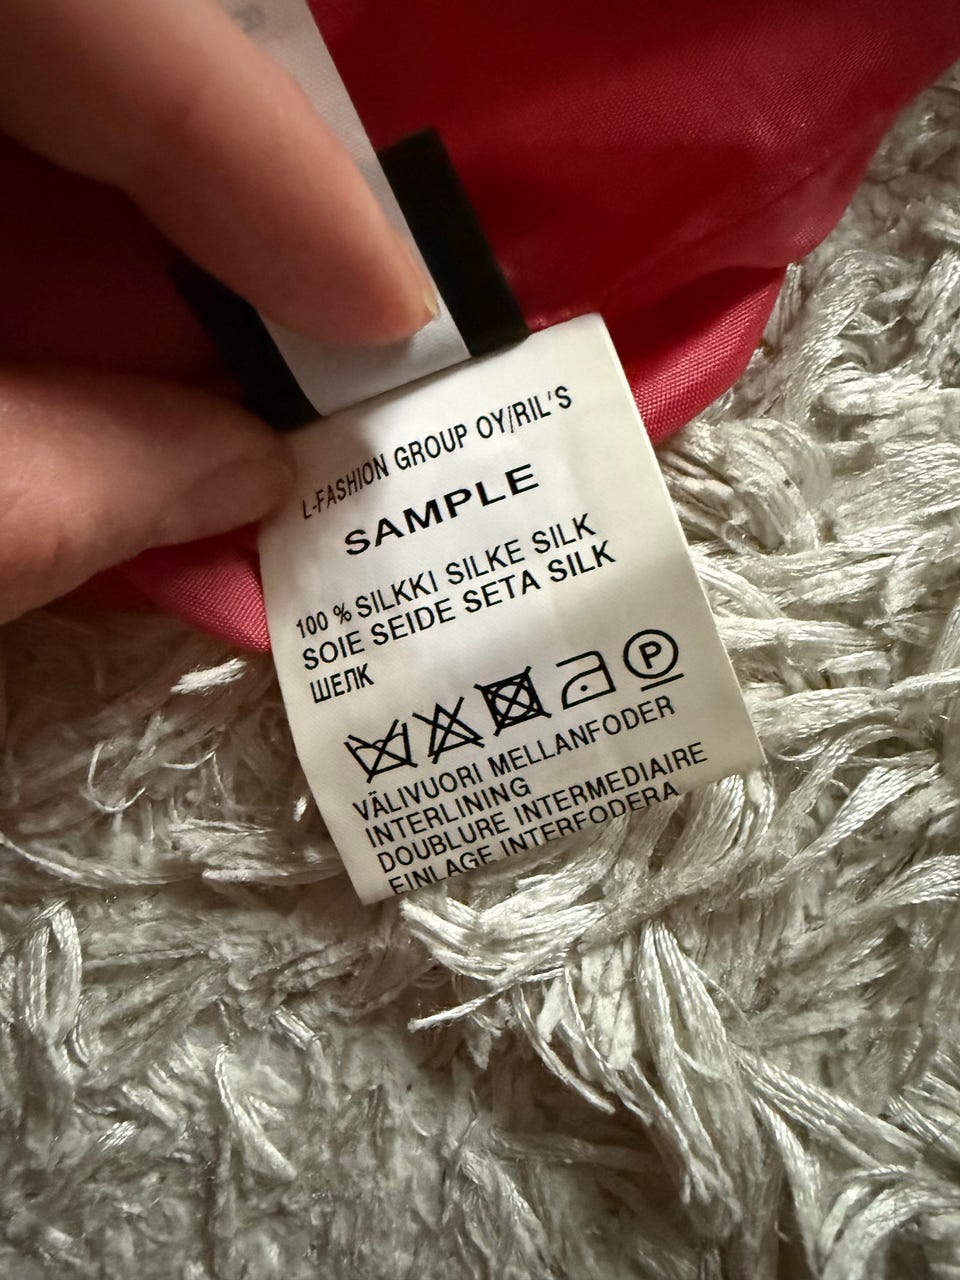 L-FASHION GROUP OY/RIL'S
SAMPLE
100 % SILKKI SILKE SILK
SOIE SEIDE SETA SILK
ШЕЛК
P
VÄLIVUORI MELLANFODER
INTERLINING
DOUBLURE INTERMEDIAIRE
EINLAGE INTERFODERA